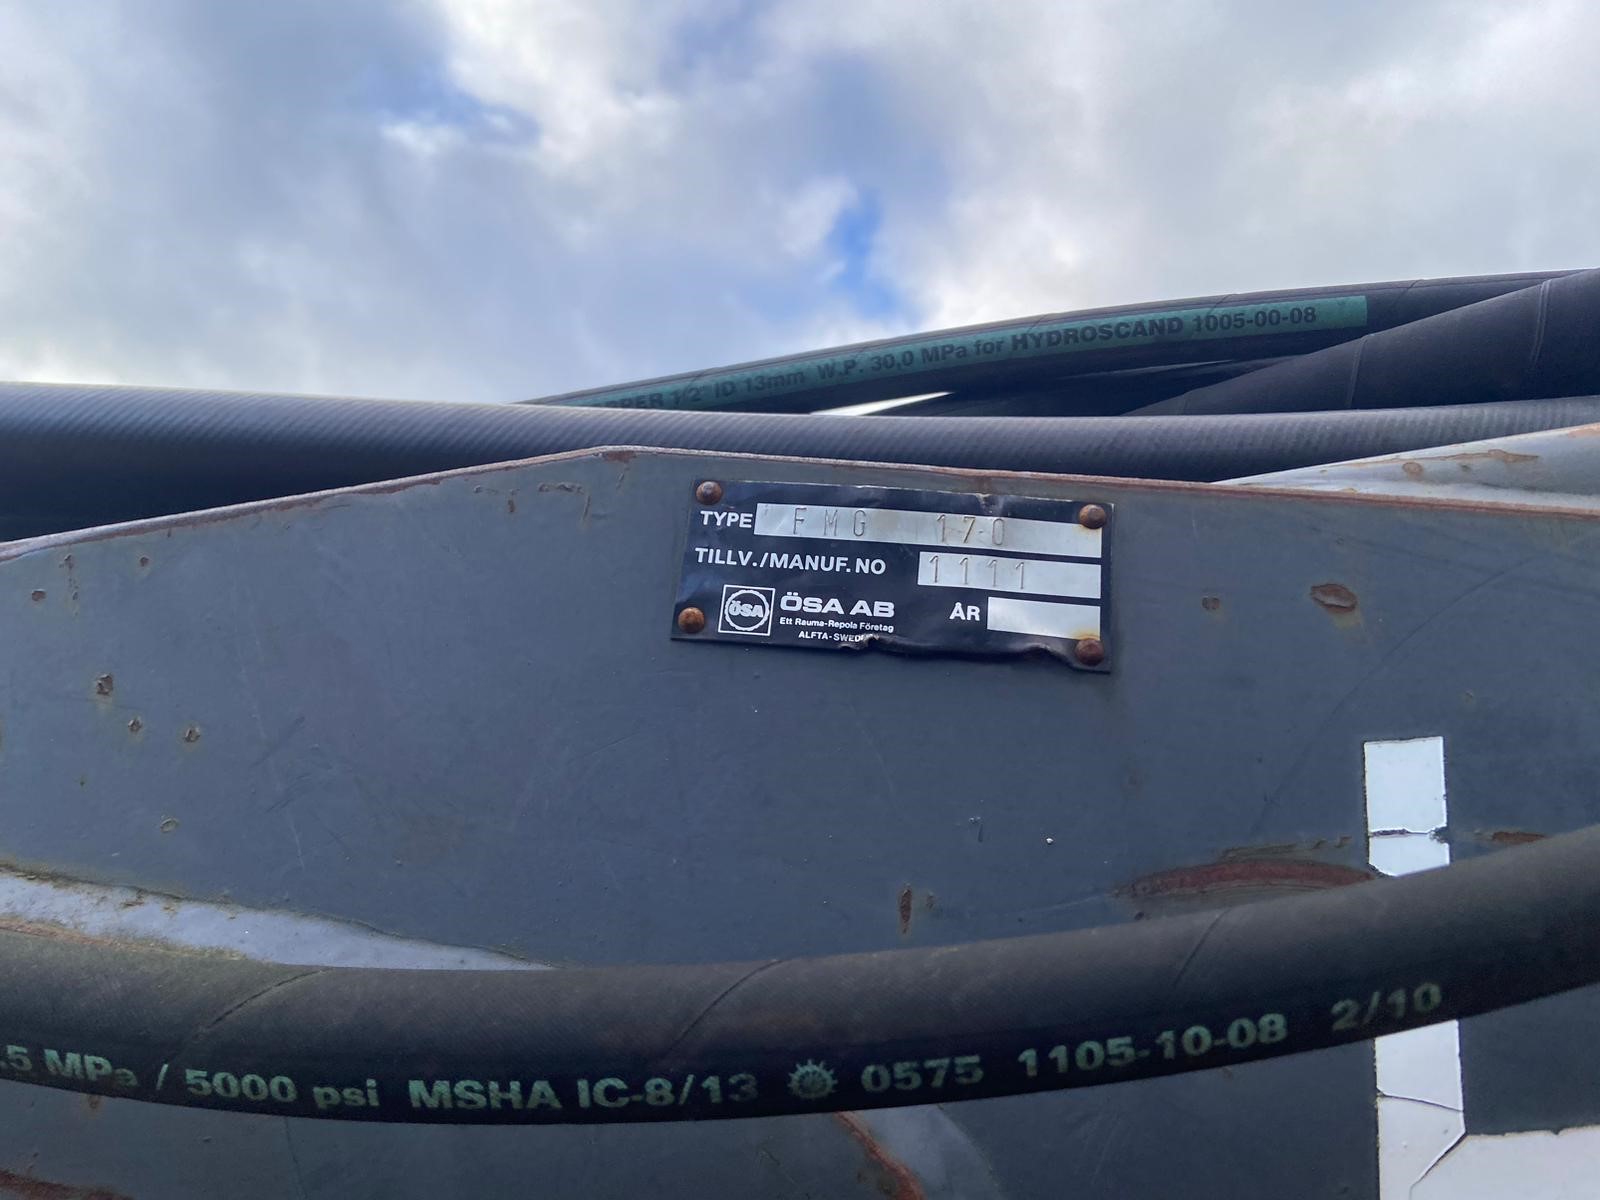 1/2" ID 13mm W.P. 30,0 MPa for HYDROSCAND 1005-00-08
TYPE FMG 170
TILLV./MANUF.NO 1111
ÖSA ÖSA AB ÅR
Ett Rauma-Repola Företag
ALFTA-SWED
.5 MPa / 5000 psi MSHA IC-8/13 0575 1105-10-08 2/10